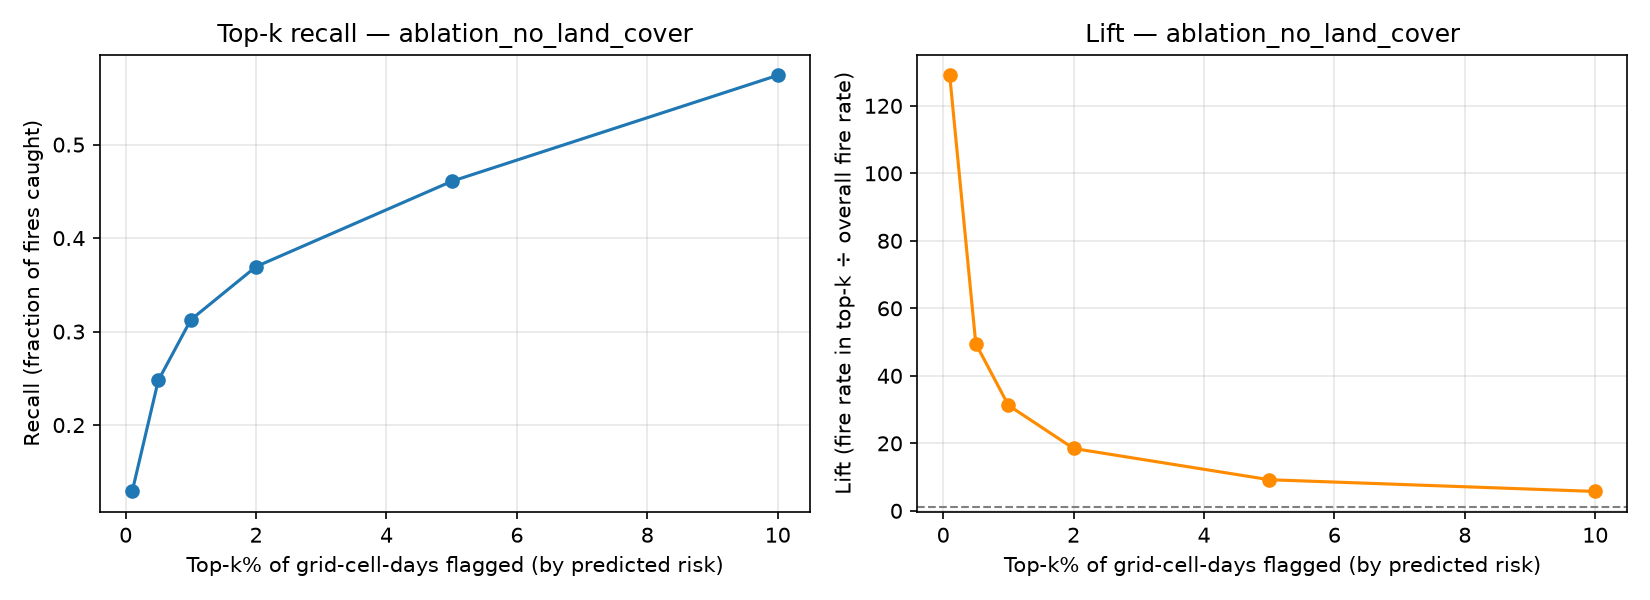 Top-k recall — ablation_no_land_cover
Recall (fraction of fires caught)
0.5
0.4
0.3
0.2
0 2 4 6 8 10
Top-k% of grid-cell-days flagged (by predicted risk)
Lift — ablation_no_land_cover
Lift (fire rate in top-k ÷ overall fire rate)
120
100
80
60
40
20
0
0 2 4 6 8 10
Top-k% of grid-cell-days flagged (by predicted risk)